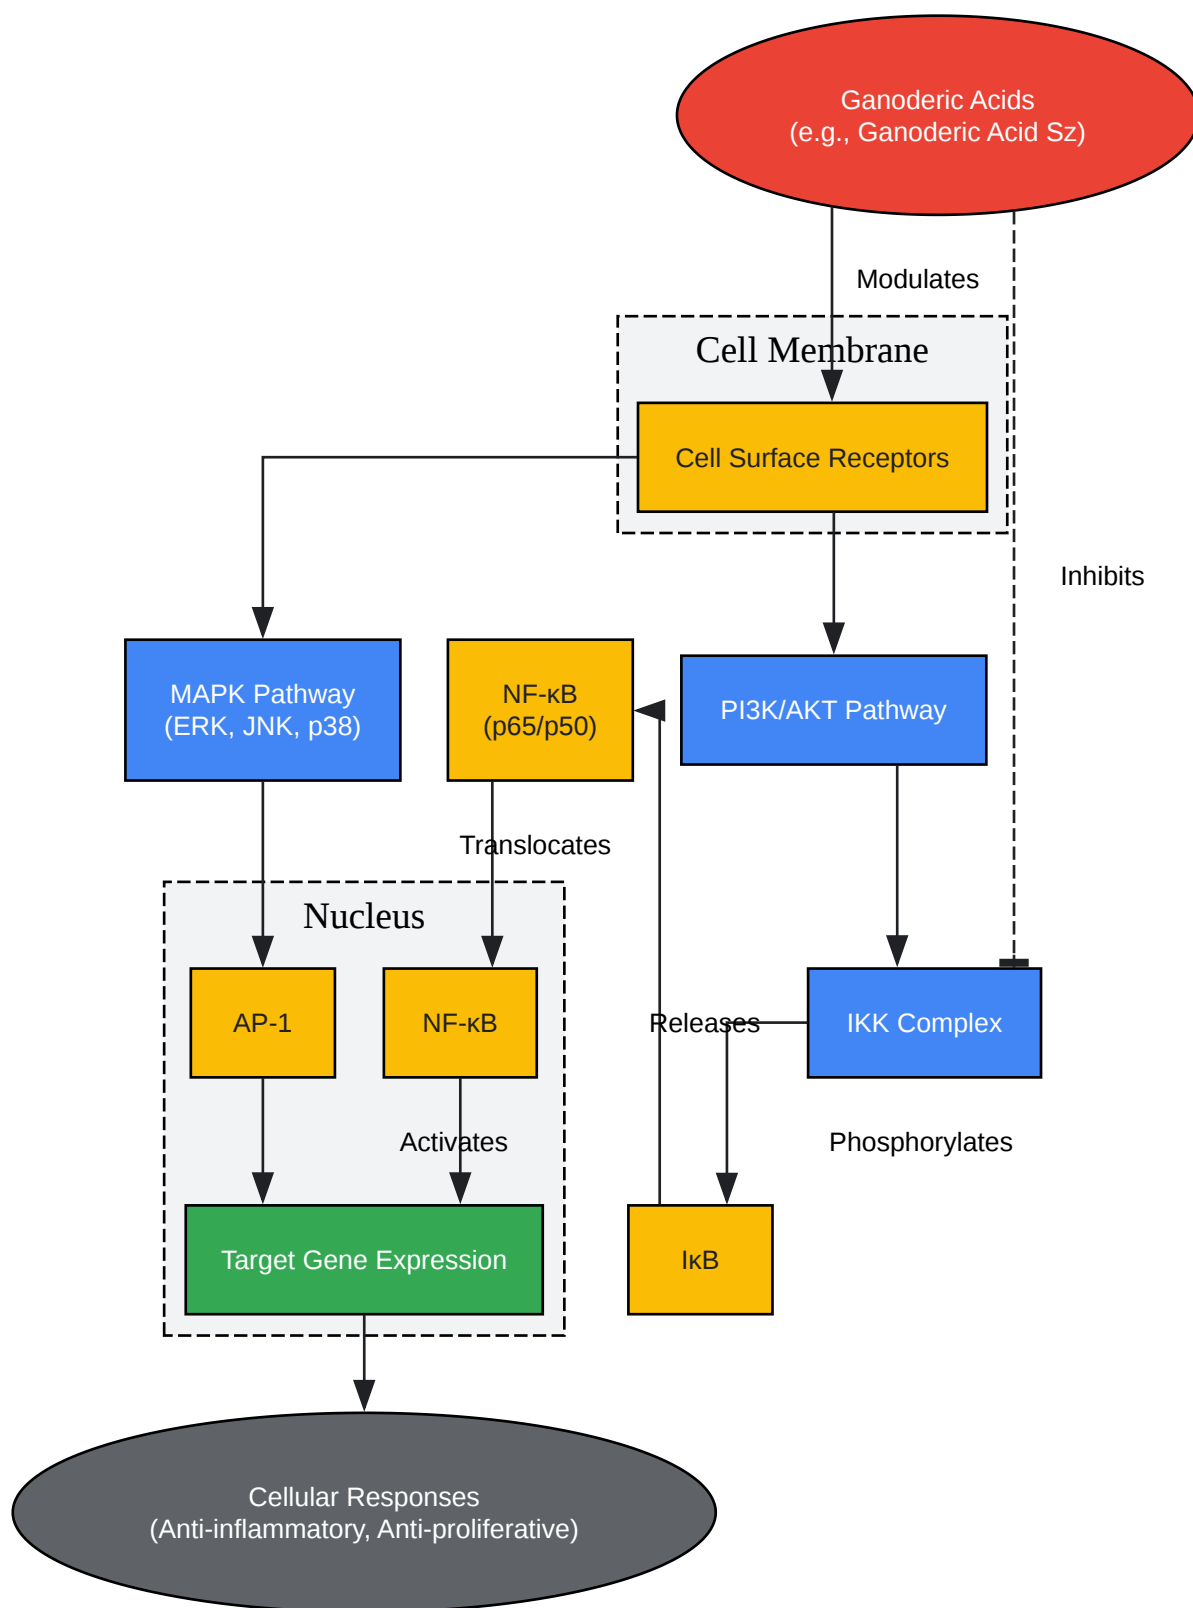 Ganoderic Acids
(e.g., Ganoderic Acid Sz)
Modulates
Cell Membrane
Cell Surface Receptors
Inhibits
MAPK Pathway
(ERK, JNK, p38)
NF-κB
(p65/p50)
PI3K/AKT Pathway
Translocates
Nucleus
AP-1
NF-κB
Releases
IKK Complex
Activates
Phosphorylates
Target Gene Expression
IκB
Cellular Responses
(Anti-inflammatory, Anti-proliferative)